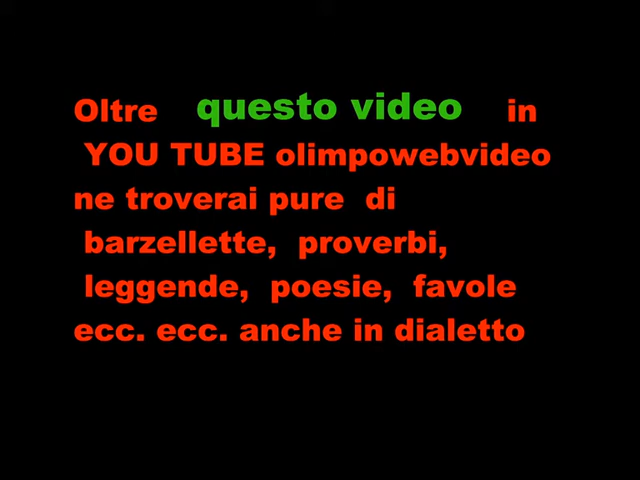 Oltre questo video in
YOU TUBE olimpowebvideo
ne troverai pure di
barzellette, proverbi,
leggende, poesie, favole
ecc. ecc. anche in dialetto